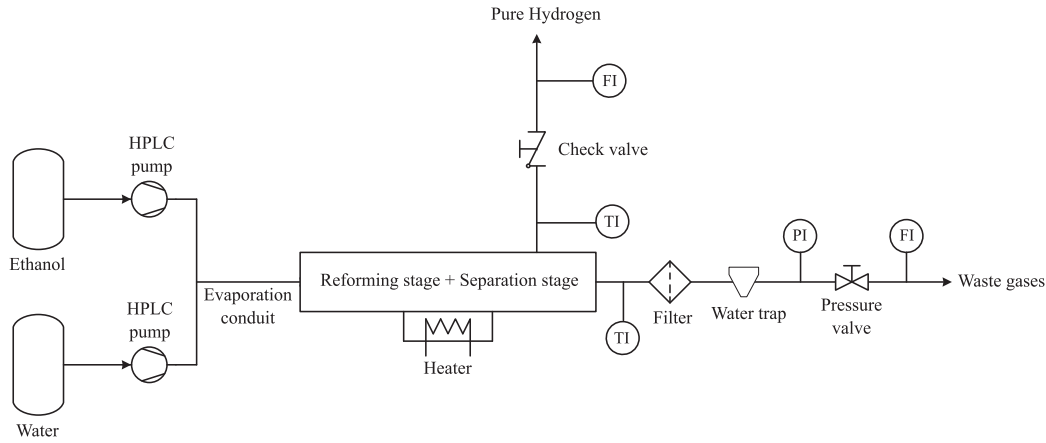 Pure Hydrogen
FI
HPLC
pump
Check valve
Ethanol
TI
PI
FI
Reforming stage + Separation stage
Waste gases
Evaporation
conduit
HPLC
pump
Filter
Water trap
Pressure
valve
TI
Heater
Water